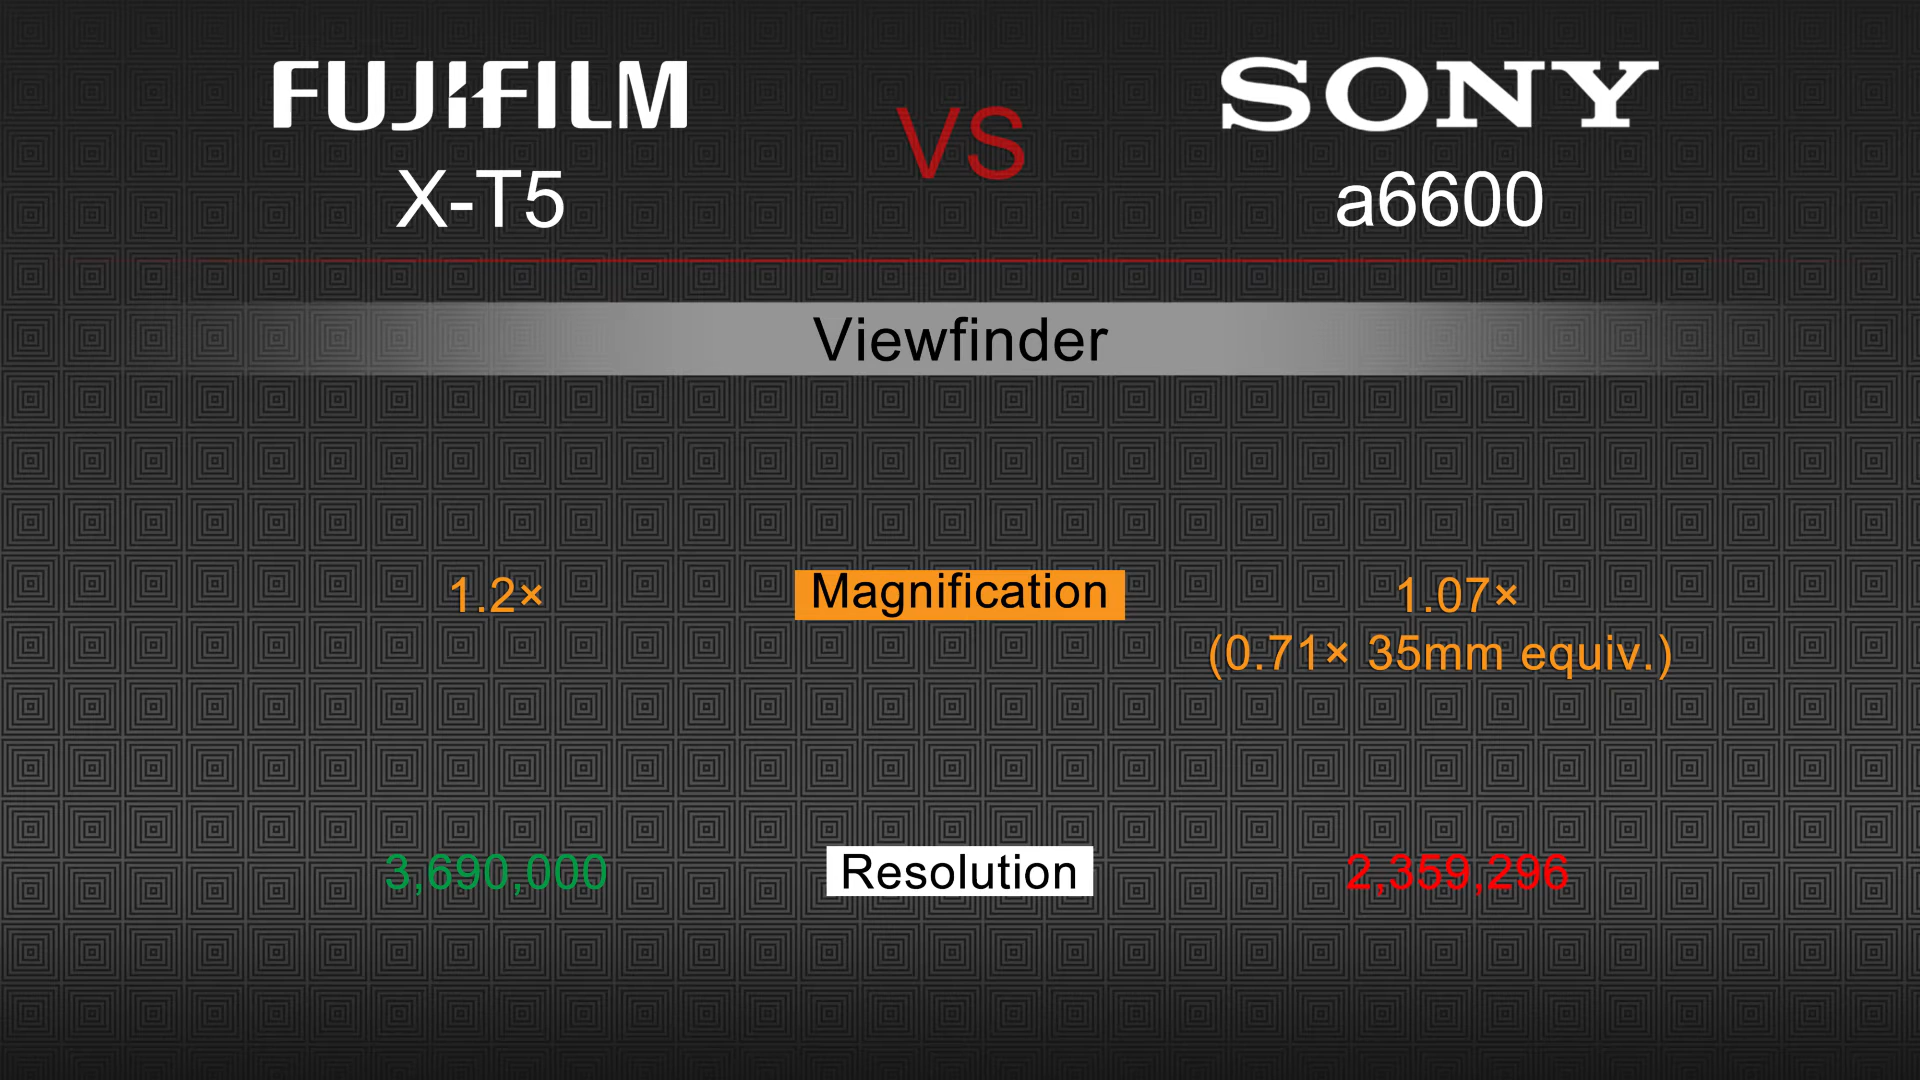 FUJIFILM
X-T5
VS
SONY
a6600
Viewfinder
1.2×
Magnification
1.07×
(0.71× 35mm equiv.)
3,690,000
Resolution
2,359,296